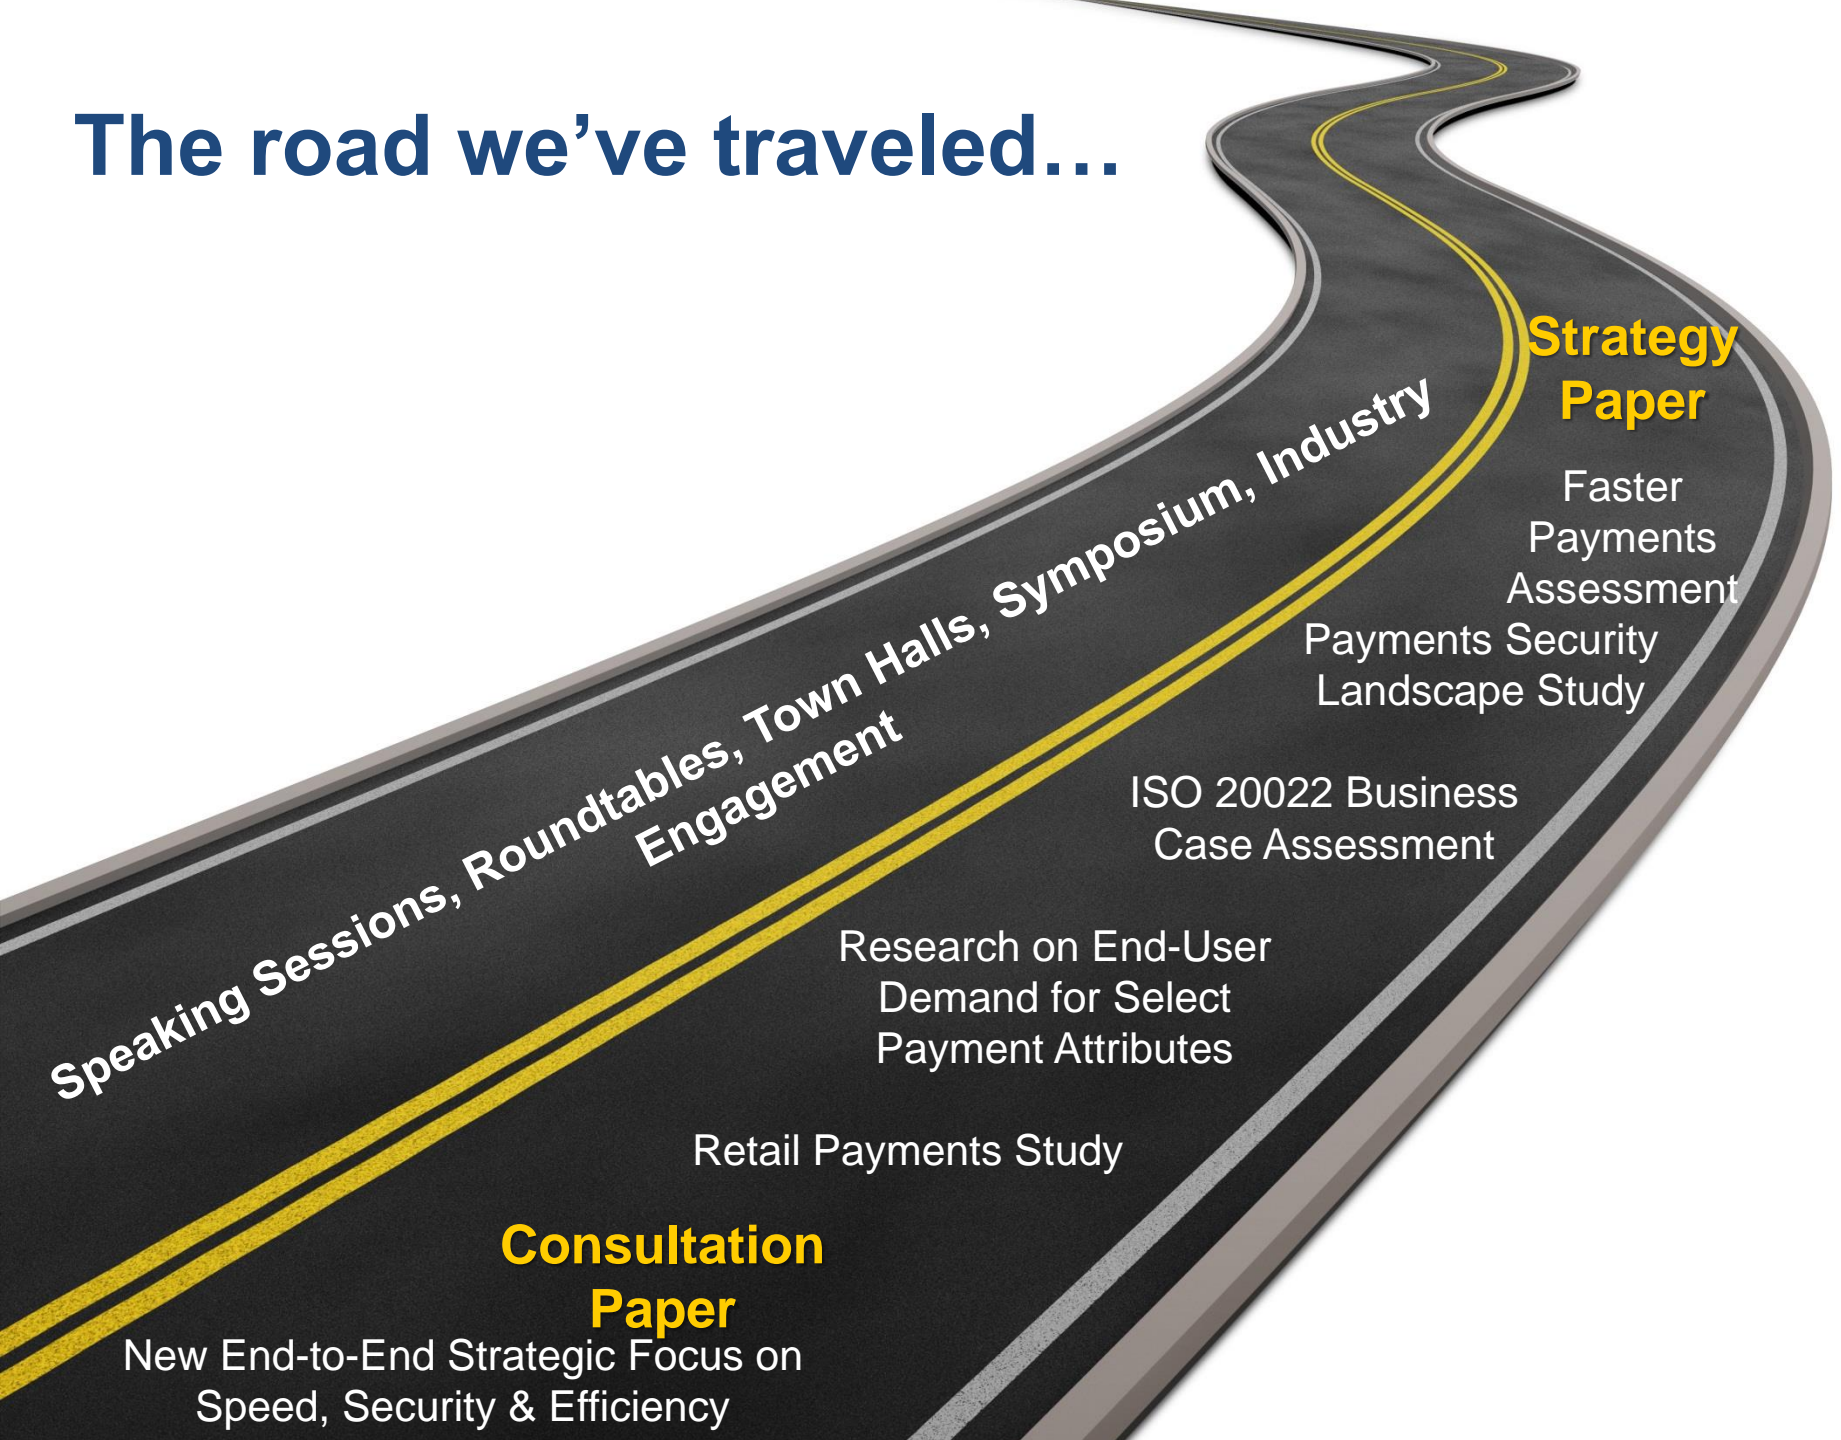 The road we’ve traveled…
Strategy
Paper
Faster
Payments
Assessment
Payments Security
Landscape Study
Speaking Sessions, Roundtables, Town Halls, Symposium, Industry
Engagement
ISO 20022 Business
Case Assessment
Research on End-User
Demand for Select
Payment Attributes
Retail Payments Study
Consultation
Paper
New End-to-End Strategic Focus on
Speed, Security & Efficiency